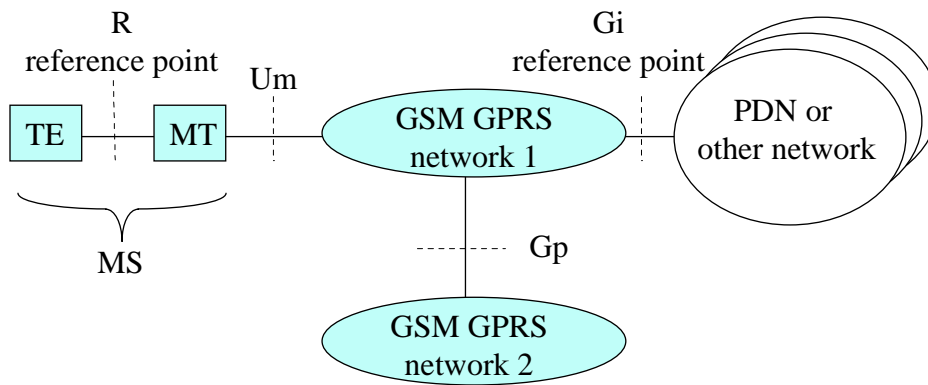 R
reference point
Gi
reference point
Um
TE
MT
GSM GPRS
network 1
PDN or
other network
MS
Gp
GSM GPRS
network 2